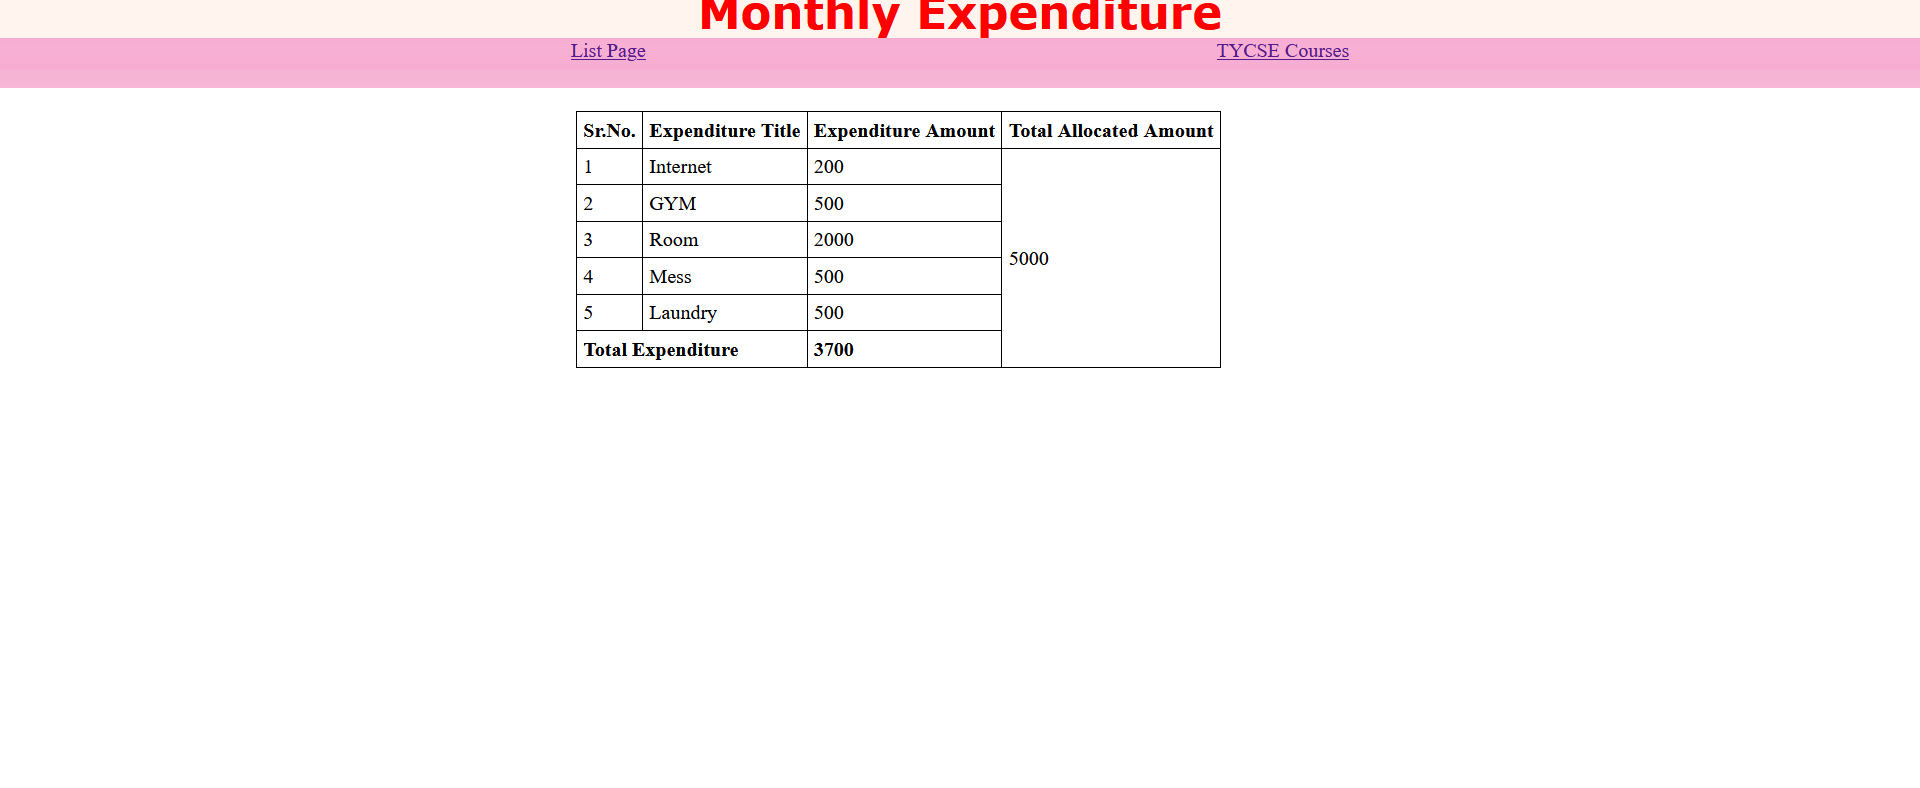 Monthly Expenditure
List Page TYCSE Courses
Sr.No. Expenditure Title Expenditure Amount Total Allocated Amount
1 Internet 200
2 GYM 500
3 Room 2000
5000
4 Mess 500
5 Laundry 500
Total Expenditure 3700